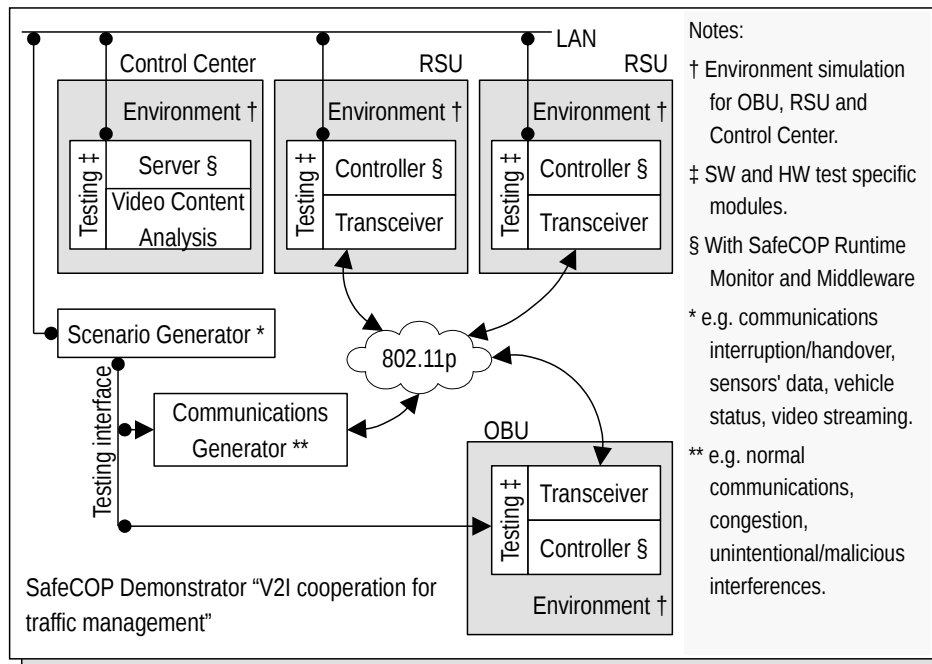 LAN
Control Center
RSU
RSU
Environment †
Environment †
Environment †
Testing ‡
Server §
Video Content
Analysis
Testing ‡
Controller §
Transceiver
Testing ‡
Controller §
Transceiver
Scenario Generator *
802.11p
Testing interface
Communications
Generator **
OBU
Testing ‡
Transceiver
Controller §
Environment †
SafeCOP Demonstrator “V2I cooperation for
traffic management”
Notes:
† Environment simulation
for OBU, RSU and
Control Center.
‡ SW and HW test specific
modules.
§ With SafeCOP Runtime
Monitor and Middleware
* e.g. communications
interruption/handover,
sensors' data, vehicle
status, video streaming.
** e.g. normal
communications,
congestion,
unintentional/malicious
interferences.